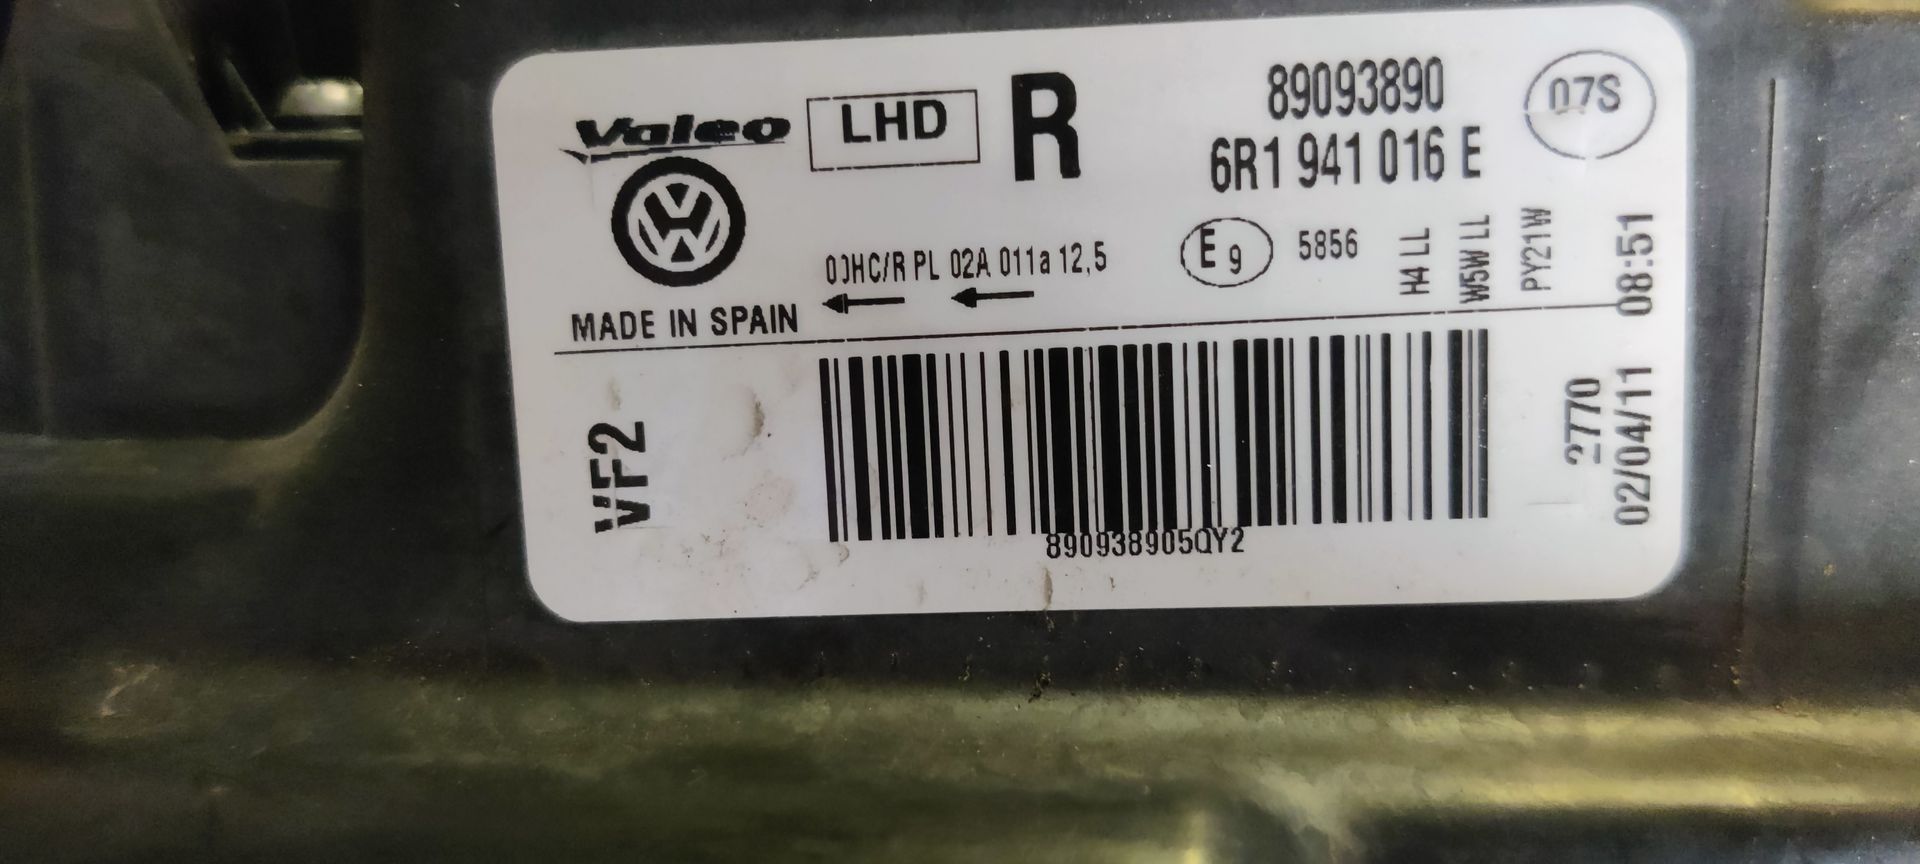 Valeo
LHD
R
89093890
6R1 941 016 E
07S
00HC/R PL 02A 011a 12,5
E9
5856
H4 LL
W5W LL
PY21W
MADE IN SPAIN
VF2
890938905QY2
2770
02/04/11 08:51